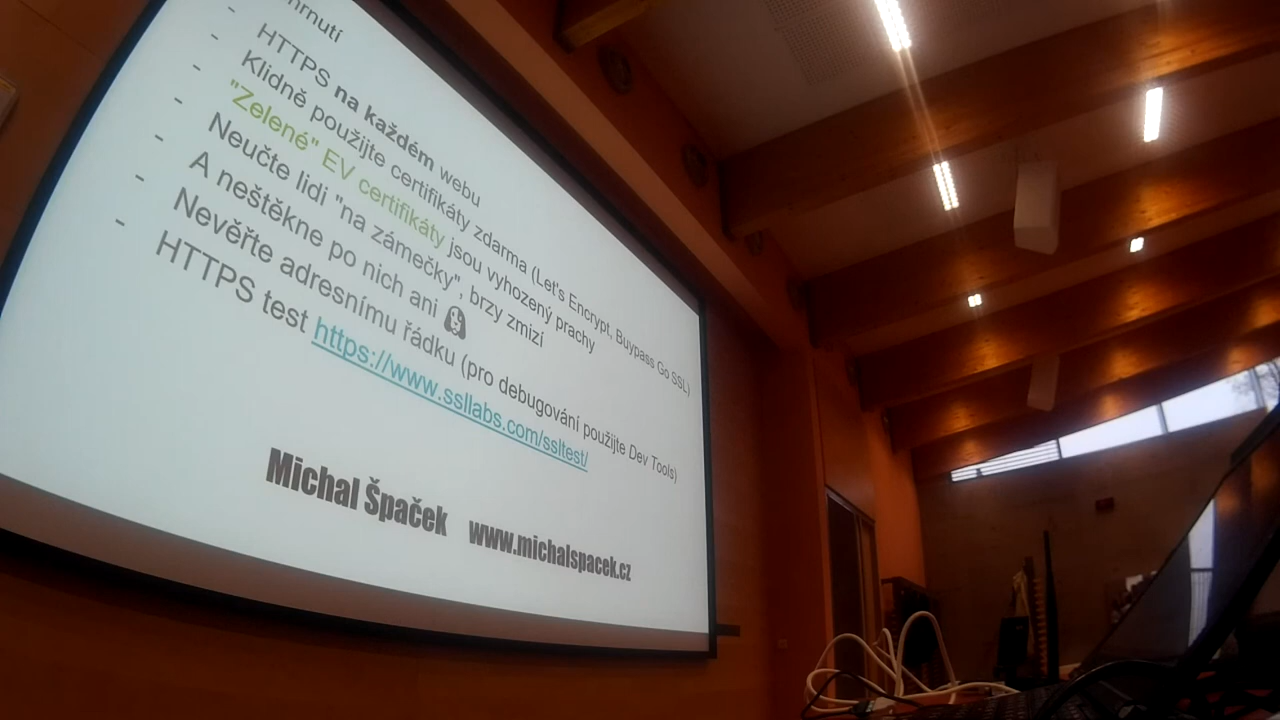 hrnutí
- HTTPS na každém webu
- Klidně použijte certifikáty zdarma (Let's Encrypt, Buypass Go SSL)
- "Zelené" EV certifikáty jsou vyhozený prachy
- Neučte lidi "na zámečky", brzy zmizí
- A neštěkne po nich ani
- Nevěřte adresnímu řádku (pro debugování použijte Dev Tools)
- HTTPS test https://www.ssllabs.com/ssltest/
Michal Špaček www.michalspacek.cz